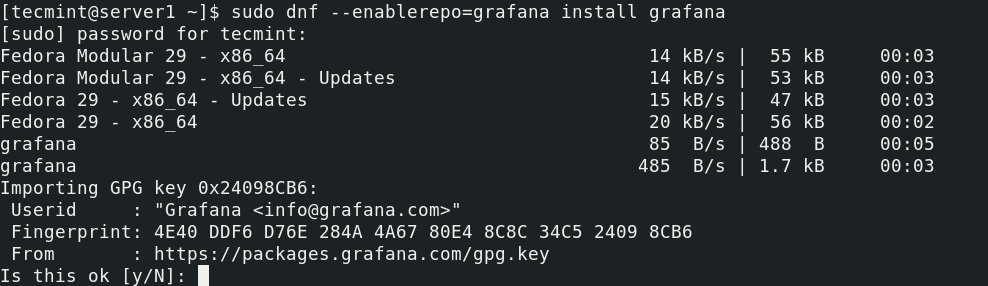 [tecmint@server1 ~]$ sudo dnf --enablerepo=grafana install grafana
[sudo] password for tecmint:
Fedora Modular 29 - x86_64                                 14 kB/s |  55 kB     00:03
Fedora Modular 29 - x86_64 - Updates                       14 kB/s |  53 kB     00:03
Fedora 29 - x86_64 - Updates                               15 kB/s |  47 kB     00:03
Fedora 29 - x86_64                                         20 kB/s |  56 kB     00:02
grafana                                                    85  B/s | 488  B     00:05
grafana                                                   485  B/s | 1.7 kB     00:03
Importing GPG key 0x24098CB6:
 Userid     : "Grafana <info@grafana.com>"
 Fingerprint: 4E40 DDF6 D76E 284A 4A67 80E4 8C8C 34C5 2409 8CB6
 From       : https://packages.grafana.com/gpg.key
Is this ok [y/N]: